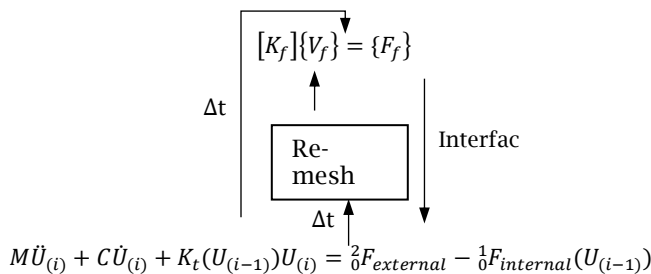 [K_f]{V_f} = {F_f}
Δt
Interfac
Re-
mesh
Δt
MÜ_(i) + CU̇_(i) + K_t(U_(i−1))U_(i) = ²₀F_external − ¹₀F_internal(U_(i−1))